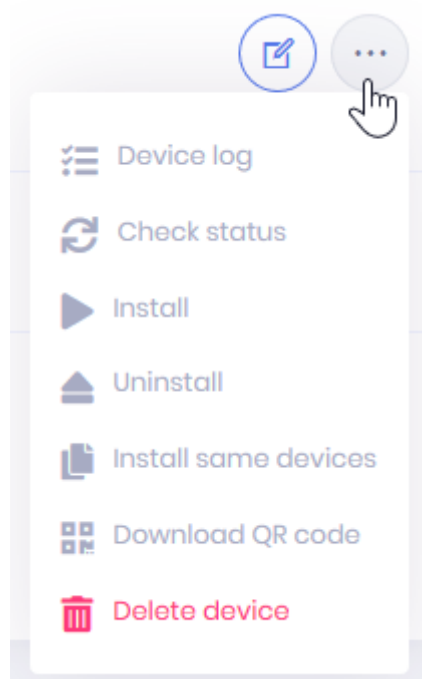 Device log
Check status
Install
Uninstall
Install same devices
Download QR code
Delete device